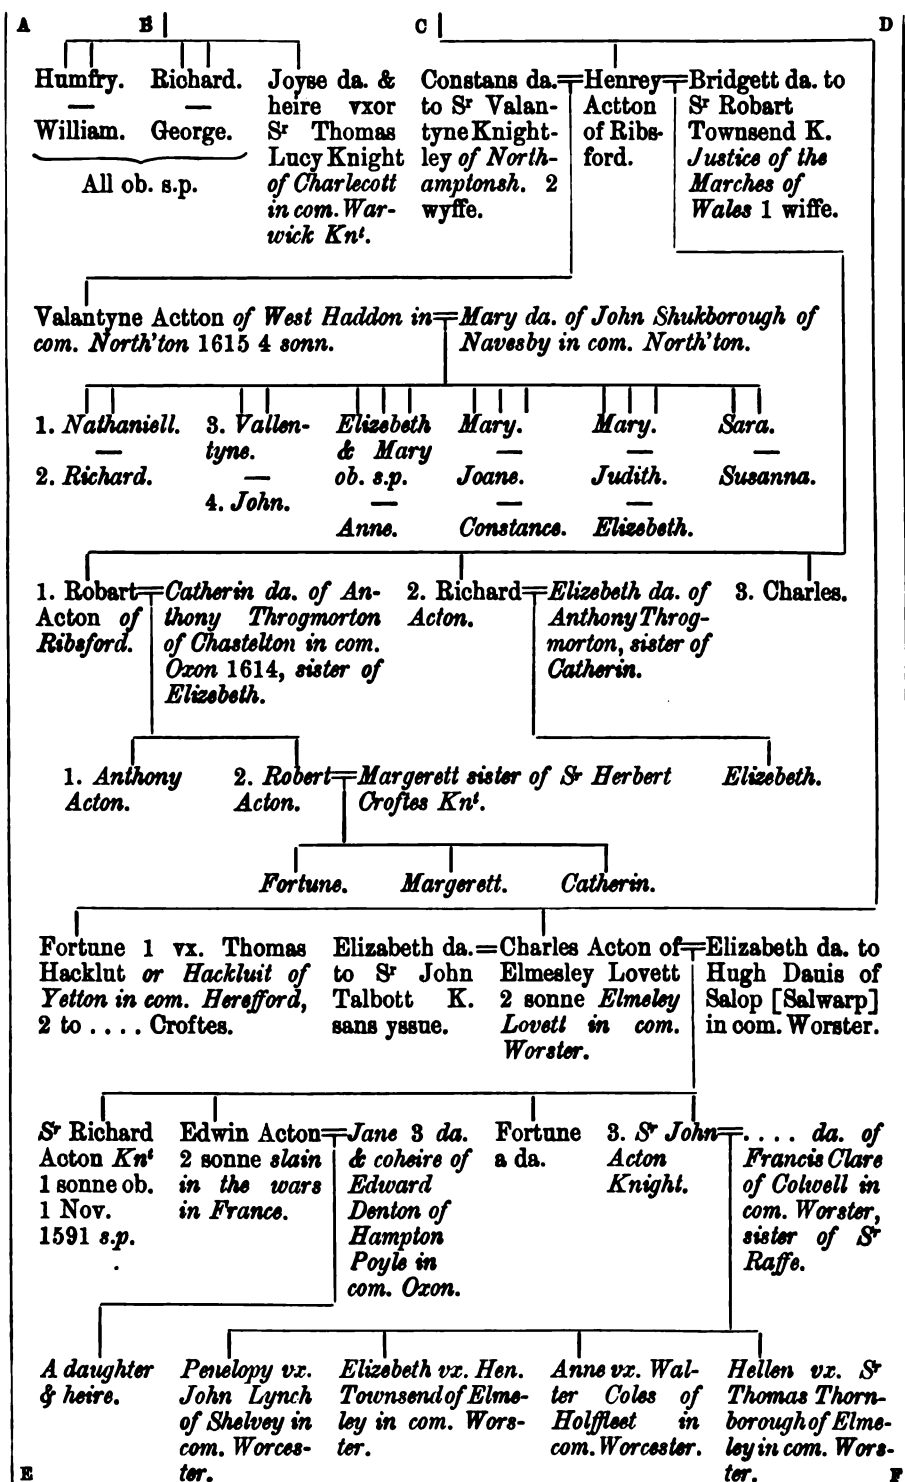 A B C D
Humfry. Richard. Joyse da. & Constans da. Henrey Bridgett da. to
— — heire vxor to Sr Valan- Actton Sr Robart
William. George. Sr Thomas tyne Knight- of Ribs- Townsend K.
Lucy Knight ley of North- ford. Justice of the
All ob. s.p. of Charlecott amptonsh. 2 Marches of
in com. War- wyffe. Wales 1 wiffe.
wick Knt.
Valantyne Actton of West Haddon in Mary da. of John Shukborough of
com. North'ton 1615 4 sonn. Navesby in com. North'ton.
1. Nathaniell. 3. Vallen- Elizebeth Mary. Mary. Sara.
— tyne. & Mary — — —
2. Richard. — ob. s.p. Joane. Judith. Susanna.
4. John. — — —
Anne. Constance. Elizebeth.
1. Robart Catherin da. of An- 2. Richard Elizebeth da. of 3. Charles.
Acton of thony Throgmorton Acton. Anthony Throg-
Ribsford. of Chastelton in com. morton, sister of
Oxon 1614, sister of Catherin.
Elizebeth.
1. Anthony 2. Robert Margerett sister of Sr Herbert Elizebeth.
Acton. Acton. Croftes Knt.
Fortune. Margerett. Catherin.
Fortune 1 vx. Thomas Elizabeth da. = Charles Acton of Elizabeth da. to
Hacklut or Hackluit of to Sr John Elmesley Lovett Hugh Dauis of
Yetton in com. Herefford, Talbott K. 2 sonne Elmeley Salop [Salwarp]
2 to . . . . Croftes. sans yssue. Lovett in com. in com. Worster.
Worster.
Sr Richard Edwin Acton Jane 3 da. Fortune 3. Sr John . . . . da. of
Acton Knt 2 sonne slain & coheire of a da. Acton Francis Clare
1 sonne ob. in the wars Edward Knight. of Colwell in
1 Nov. in France. Denton of com. Worster,
1591 s.p. Hampton sister of Sr
Poyle in Raffe.
com. Oxon.
A daughter Penelopy vx. Elizebeth vx. Hen. Anne vx. Wal- Hellen vx. Sr
& heire. John Lynch Townsend of Elme- ter Coles of Thomas Thorn-
of Shelvey in ley in com. Wors- Holffleet in borough of Elme-
com. Worces- ter. com. Worcester. ley in com. Wors-
ter. ter.
E F